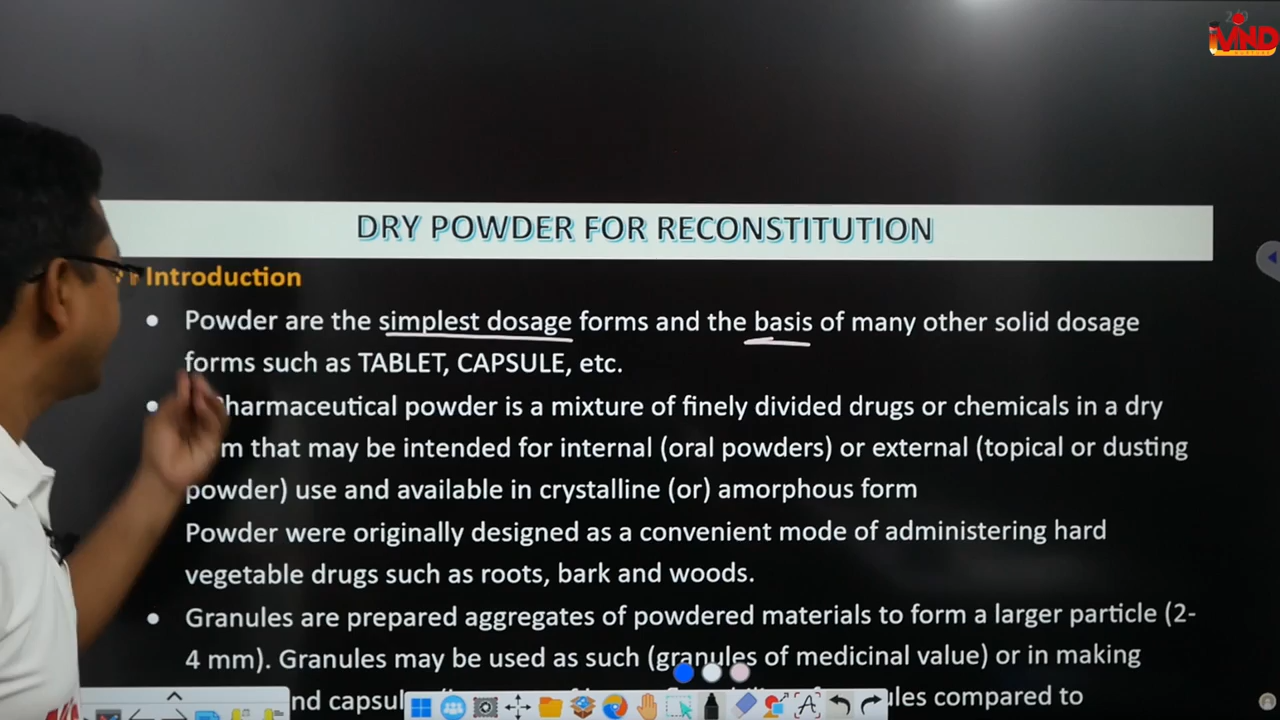 MND
DRY POWDER FOR RECONSTITUTION
Introduction
Powder are the simplest dosage forms and the basis of many other solid dosage
forms such as TABLET, CAPSULE, etc.
harmaceutical powder is a mixture of finely divided drugs or chemicals in a dry
m that may be intended for internal (oral powders) or external (topical or dusting
powder) use and available in crystalline (or) amorphous form
Powder were originally designed as a convenient mode of administering hard
vegetable drugs such as roots, bark and woods.
Granules are prepared aggregates of powdered materials to form a larger particle (2-
4 mm). Granules may be used as such (granules of medicinal value) or in making
nd capsul
ules compared to